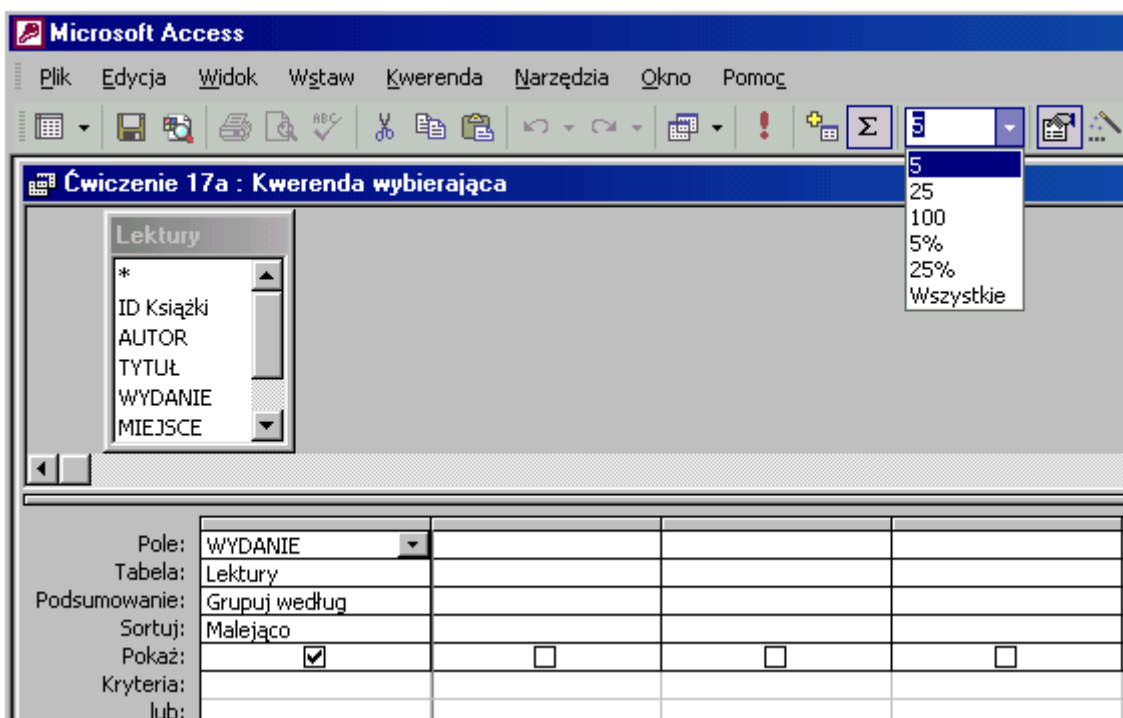 Microsoft Access
Plik Edycja Widok Wstaw Kwerenda Narzędzia Okno Pomoc
ABC Σ 5
5
25
100
5%
25%
Wszystkie
Ćwiczenie 17a : Kwerenda wybierająca
Lektury
*
ID Książki
AUTOR
TYTUŁ
WYDANIE
MIEJSCE
Pole: WYDANIE
Tabela: Lektury
Podsumowanie: Grupuj według
Sortuj: Malejąco
Pokaż:
Kryteria:
lub: